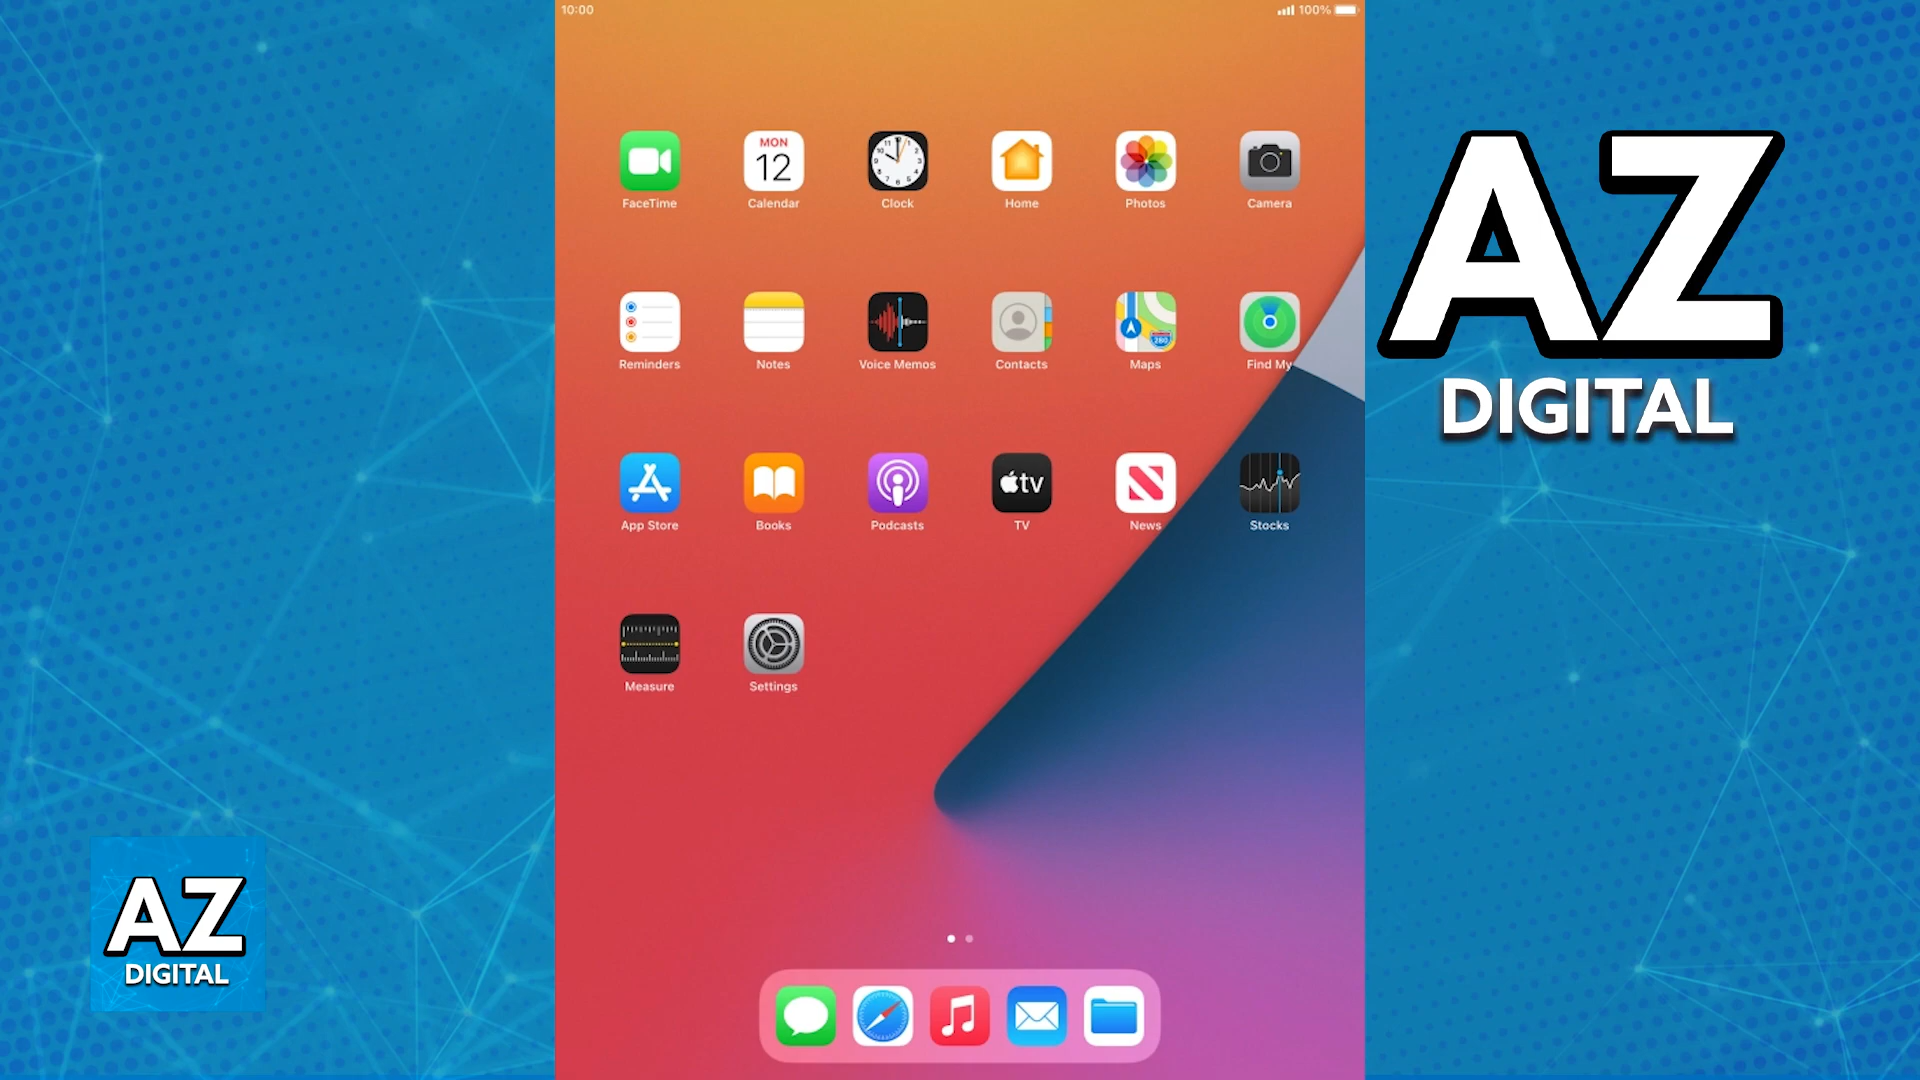 10:00
100%
MON
12
FaceTime
Calendar
Clock
Home
Photos
Camera
Reminders
Notes
Voice Memos
Contacts
280
Maps
Find My
tv
App Store
Books
Podcasts
TV
News
Stocks
Measure
Settings
AZ
DIGITAL
AZ
DIGITAL